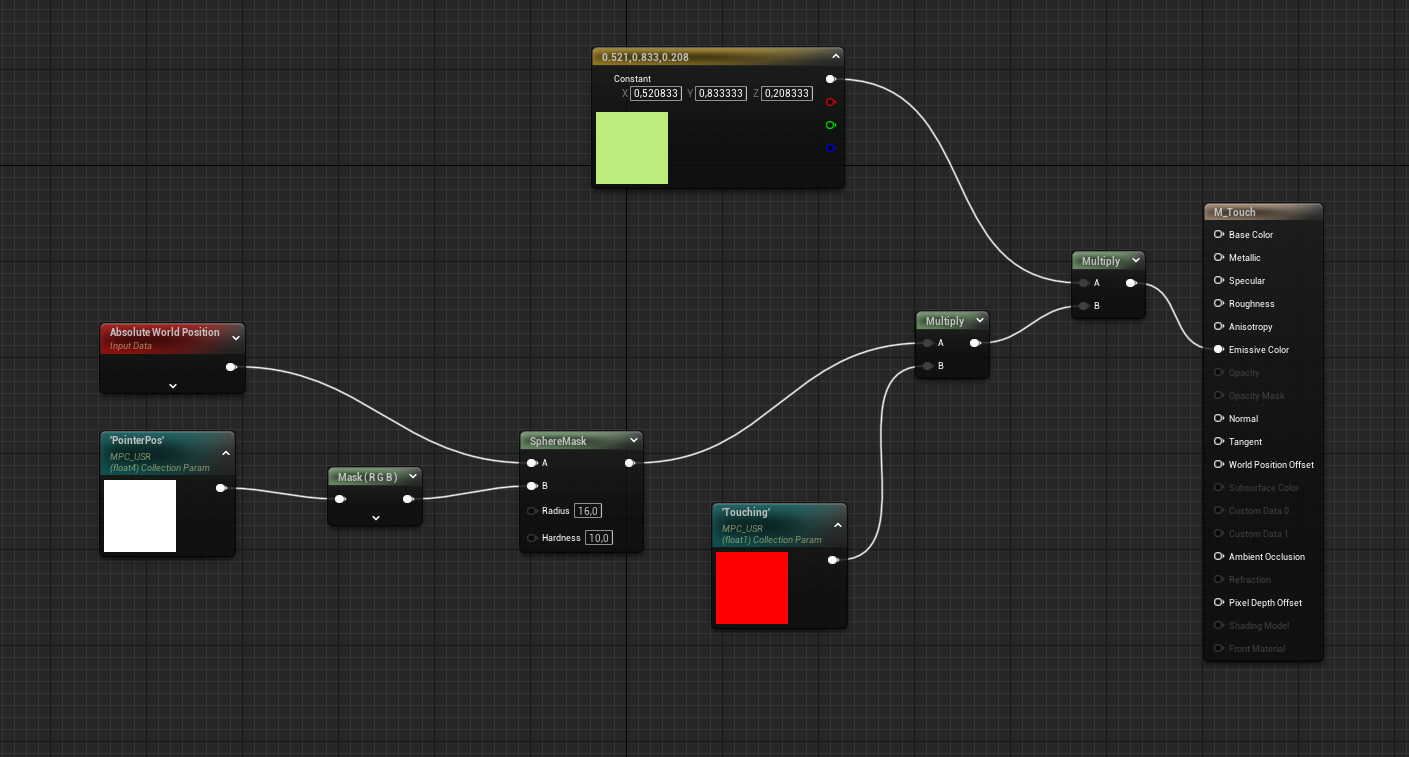 0.521,0.833,0.208
Constant
X 0,520833 Y 0,833333 Z 0,208333
M_Touch
Base Color
Metallic
Specular
Roughness
Anisotropy
Emissive Color
Opacity
Opacity Mask
Normal
Tangent
World Position Offset
Subsurface Color
Custom Data 0
Custom Data 1
Ambient Occlusion
Refraction
Pixel Depth Offset
Shading Model
Front Material
Multiply
A
B
Multiply
A
B
Absolute World Position
Input Data
'PointerPos'
MPC_USR
(float4) Collection Param
Mask ( R G B )
SphereMask
A
B
Radius 16,0
Hardness 10,0
'Touching'
MPC_USR
(float1) Collection Param